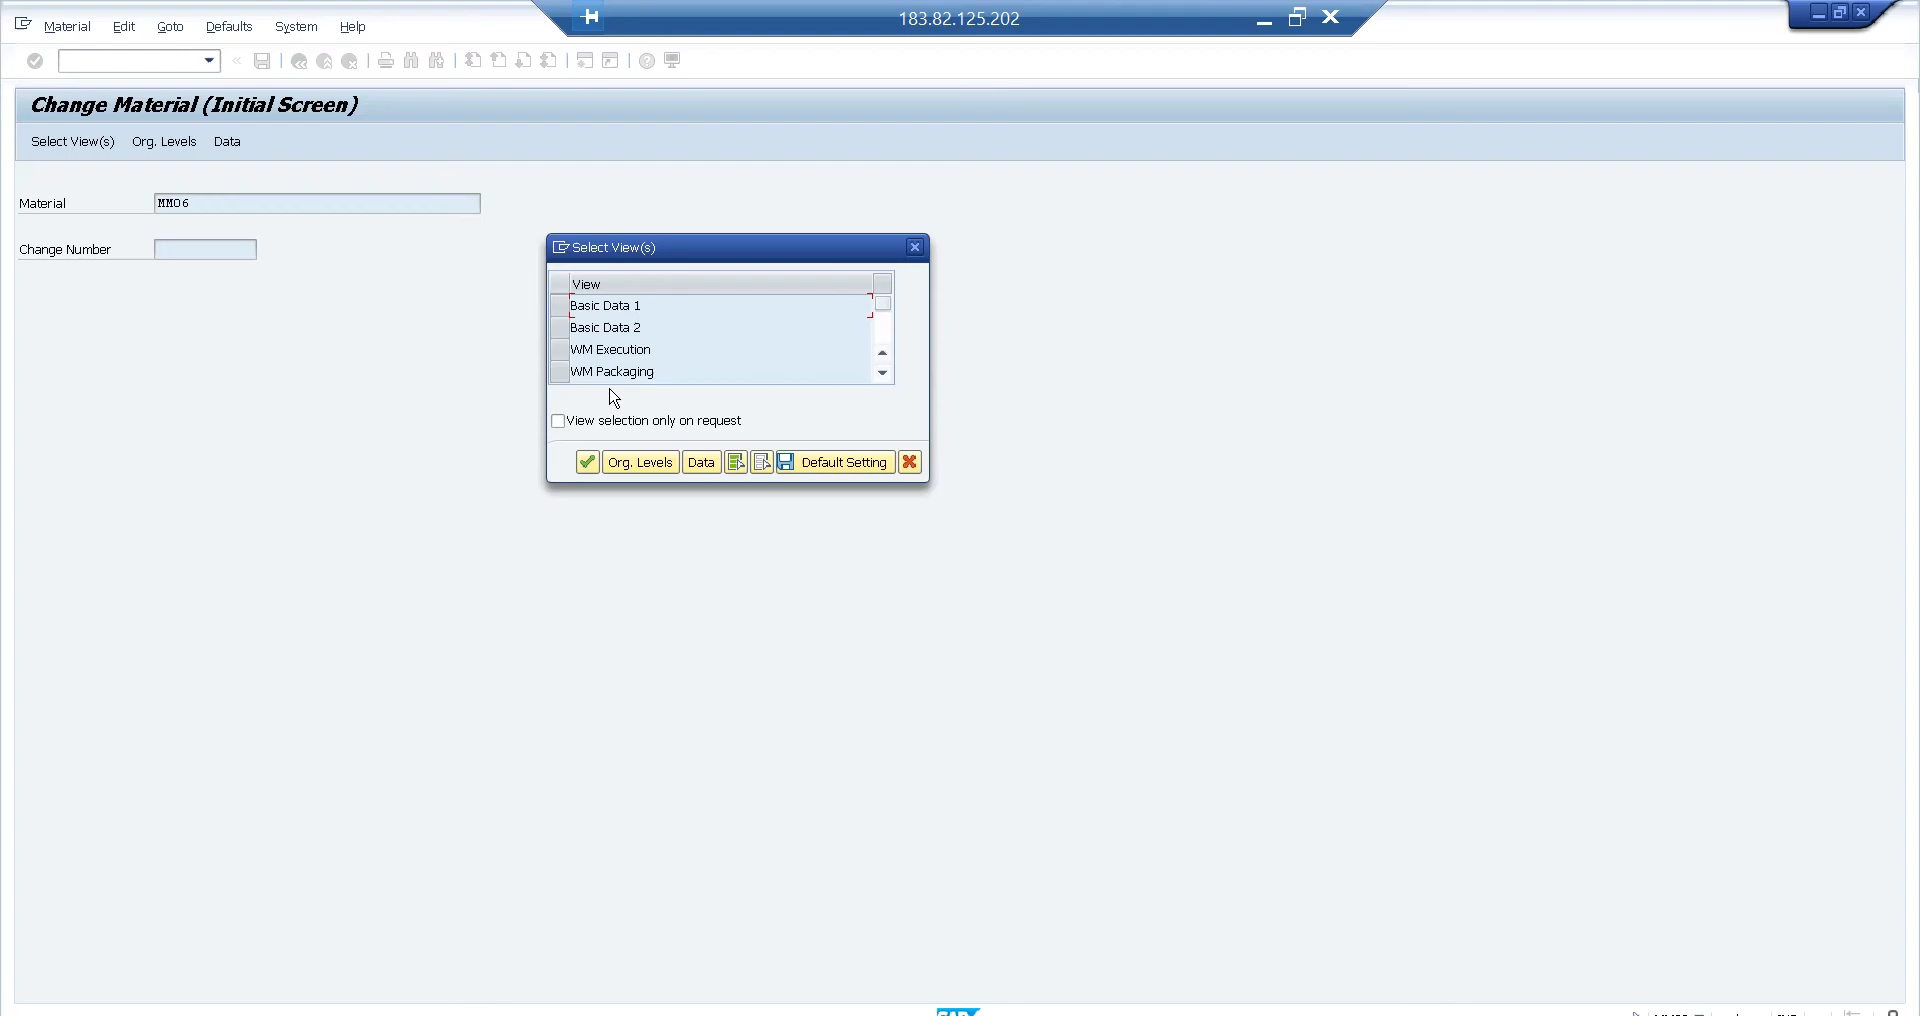 183.82.125.202
Material Edit Goto Defaults System Help
Change Material (Initial Screen)
Select View(s) Org. Levels Data
Material MM06
Change Number
Select View(s)
View
Basic Data 1
Basic Data 2
WM Execution
WM Packaging
View selection only on request
Org. Levels Data Default Setting
SAP